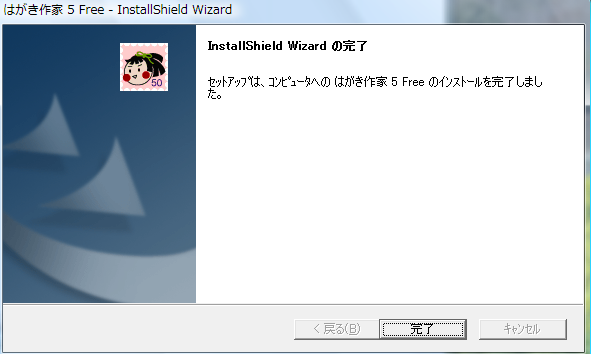 はがき作家 5 Free - InstallShield Wizard
50
InstallShield Wizard の完了
セットアップは、コンピュータへの はがき作家 5 Free のインストールを完了しまし
た。
< 戻る(B)
完了
キャンセル